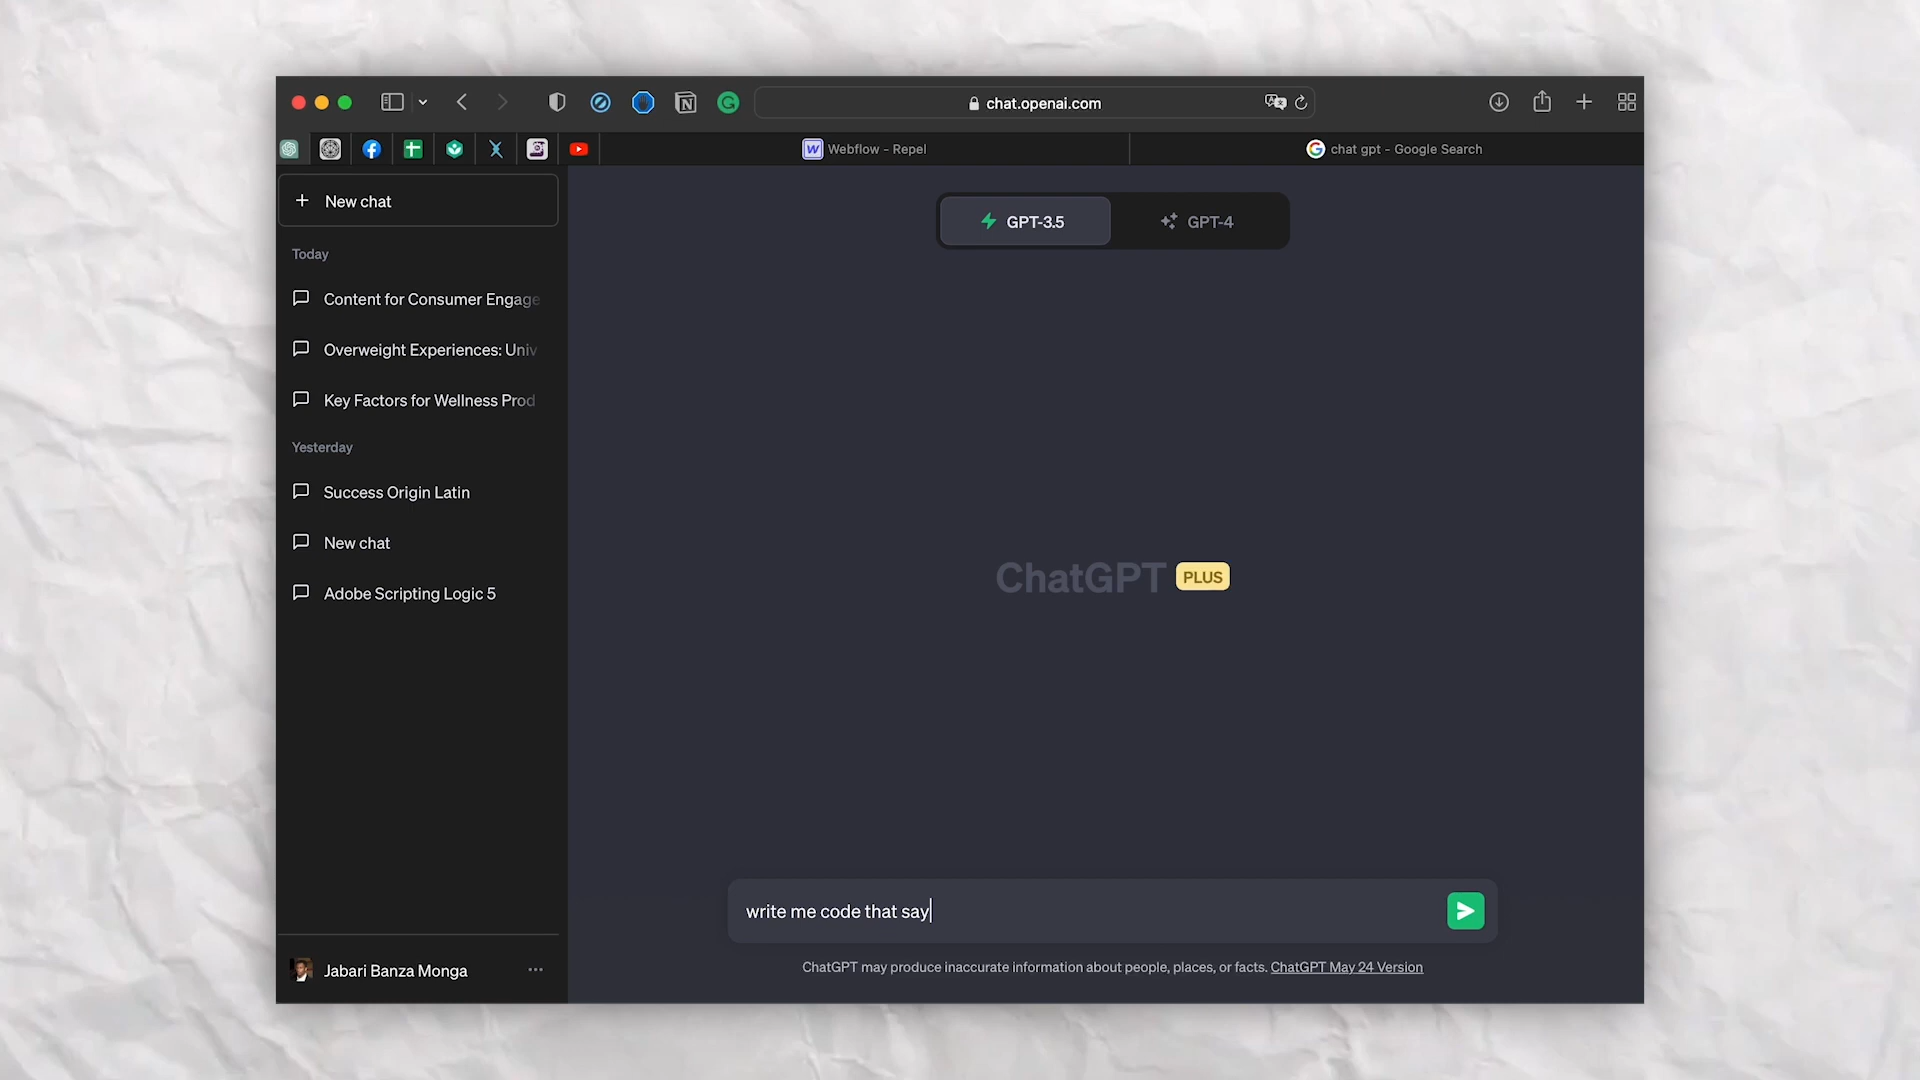 chat.openai.com
W Webflow - Repel
chat gpt - Google Search
New chat
Today
Content for Consumer Engage
Overweight Experiences: Univ
Key Factors for Wellness Prod
Yesterday
Success Origin Latin
New chat
Adobe Scripting Logic 5
Jabari Banza Monga
GPT-3.5
GPT-4
ChatGPT PLUS
write me code that say
ChatGPT may produce inaccurate information about people, places, or facts. ChatGPT May 24 Version